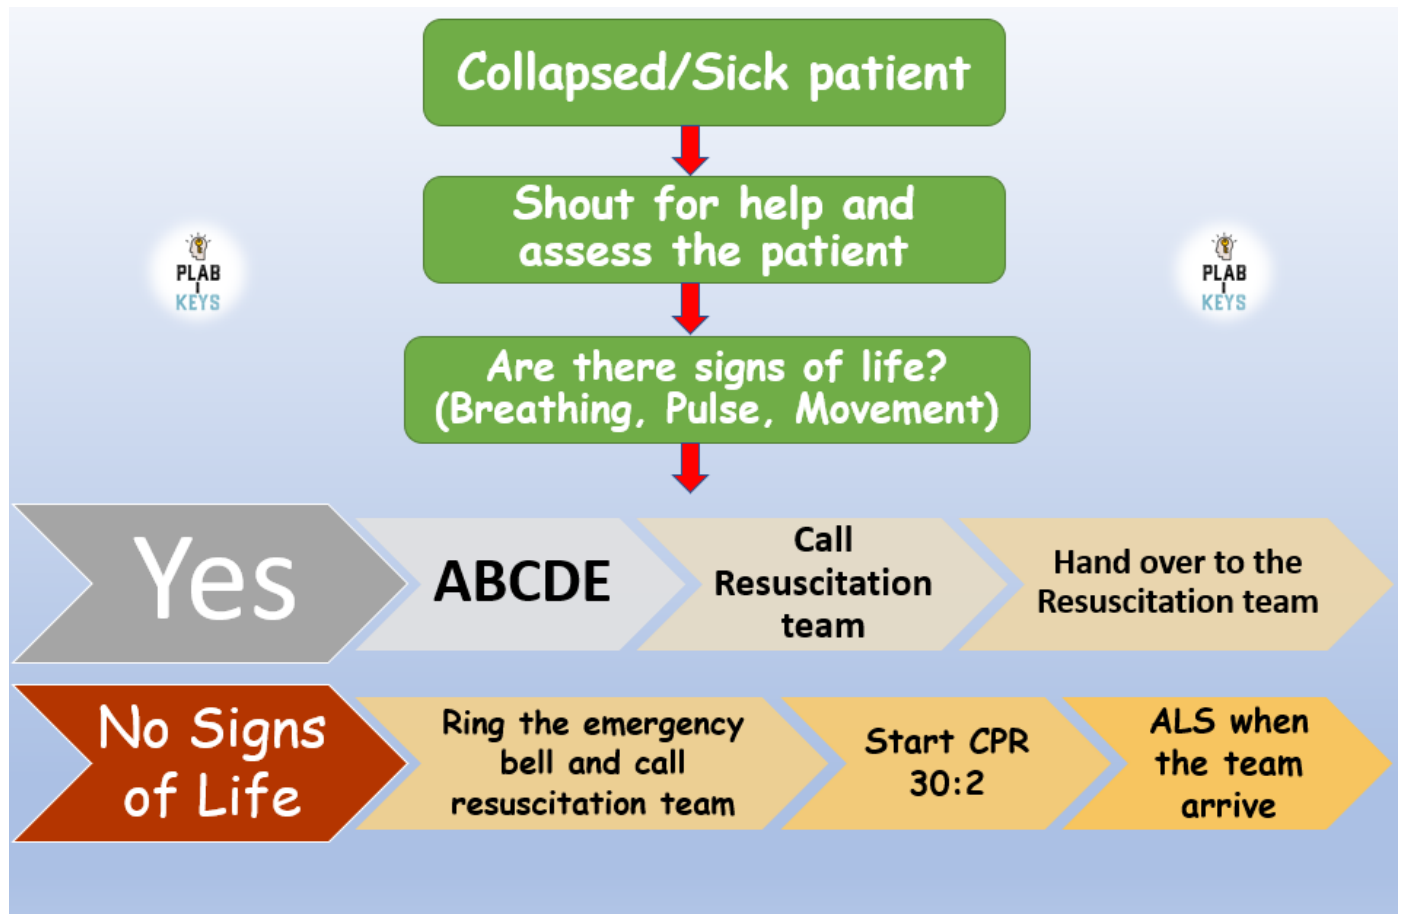 Collapsed/Sick patient
Shout for help and
assess the patient
PLAB
1
KEYS
PLAB
1
KEYS
Are there signs of life?
(Breathing, Pulse, Movement)
Yes
ABCDE
Call
Resuscitation
team
Hand over to the
Resuscitation team
No Signs
of Life
Ring the emergency
bell and call
resuscitation team
Start CPR
30:2
ALS when
the team
arrive